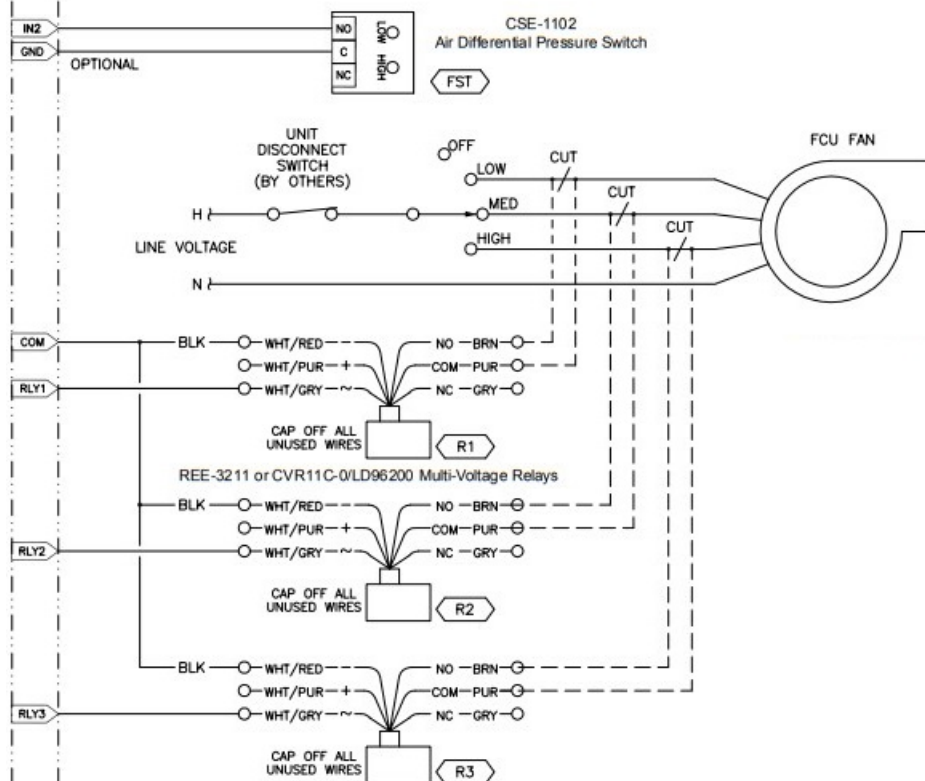 IN2
GND
OPTIONAL
NO
C
NC
LOW
HIGH
CSE-1102
Air Differential Pressure Switch
FST
UNIT
DISCONNECT
SWITCH
(BY OTHERS)
OFF
LOW
MED
HIGH
CUT
CUT
CUT
FCU FAN
H
LINE VOLTAGE
N
COM
BLK
WHT/RED - -
WHT/PUR +
WHT/GRY ~
NO BRN
COM PUR
NC GRY
RLY1
CAP OFF ALL
UNUSED WIRES
R1
REE-3211 or CVR11C-0/LD96200 Multi-Voltage Relays
BLK
WHT/RED - -
WHT/PUR +
WHT/GRY ~
NO BRN
COM PUR
NC GRY
RLY2
CAP OFF ALL
UNUSED WIRES
R2
BLK
WHT/RED - -
WHT/PUR +
WHT/GRY ~
NO BRN
COM PUR
NC GRY
RLY3
CAP OFF ALL
UNUSED WIRES
R3